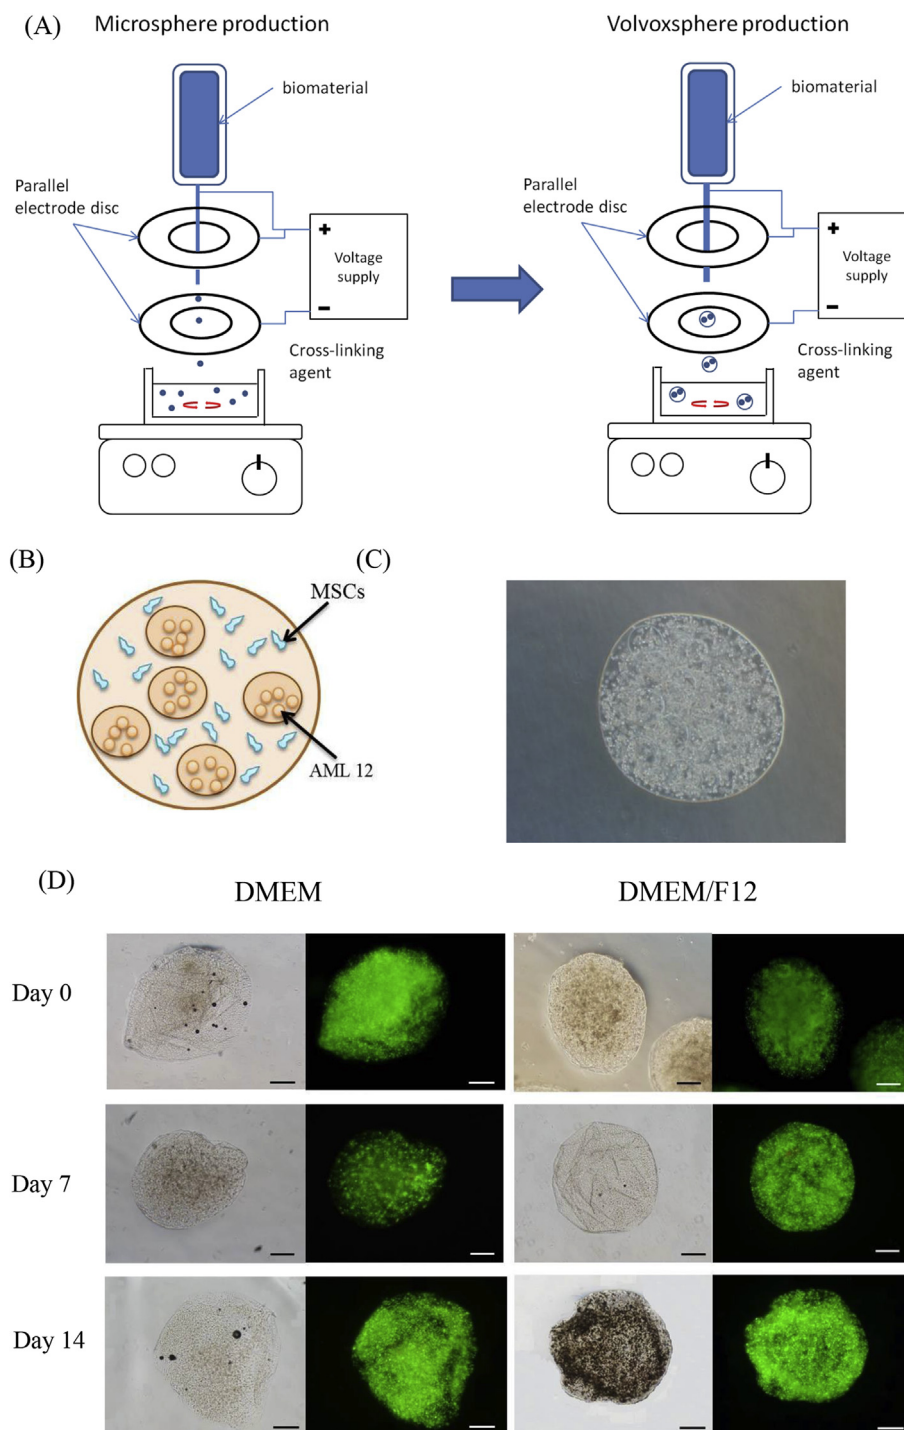 (A)
Microsphere production
Volvoxsphere production
biomaterial
biomaterial
Parallel
electrode disc
Parallel
electrode disc
+
Voltage
supply
−
+
Voltage
supply
−
Cross-linking
agent
Cross-linking
agent
(B)
MSCs
AML 12
(C)
(D)
DMEM
DMEM/F12
Day 0
Day 7
Day 14